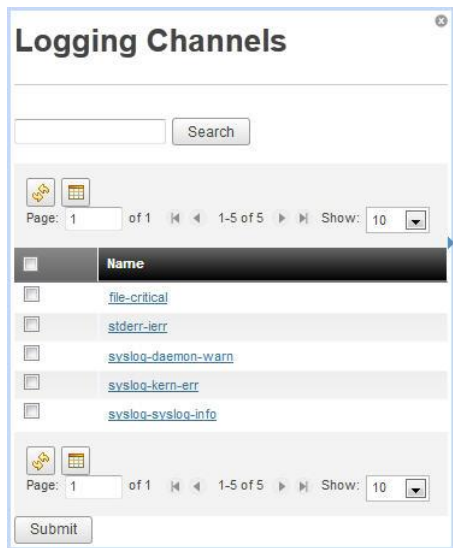 Logging Channels
Search
Page: 1 of 1 1-5 of 5 Show: 10
Name
file-critical
stderr-ierr
syslog-daemon-warn
syslog-kern-err
syslog-syslog-info
Page: 1 of 1 1-5 of 5 Show: 10
Submit